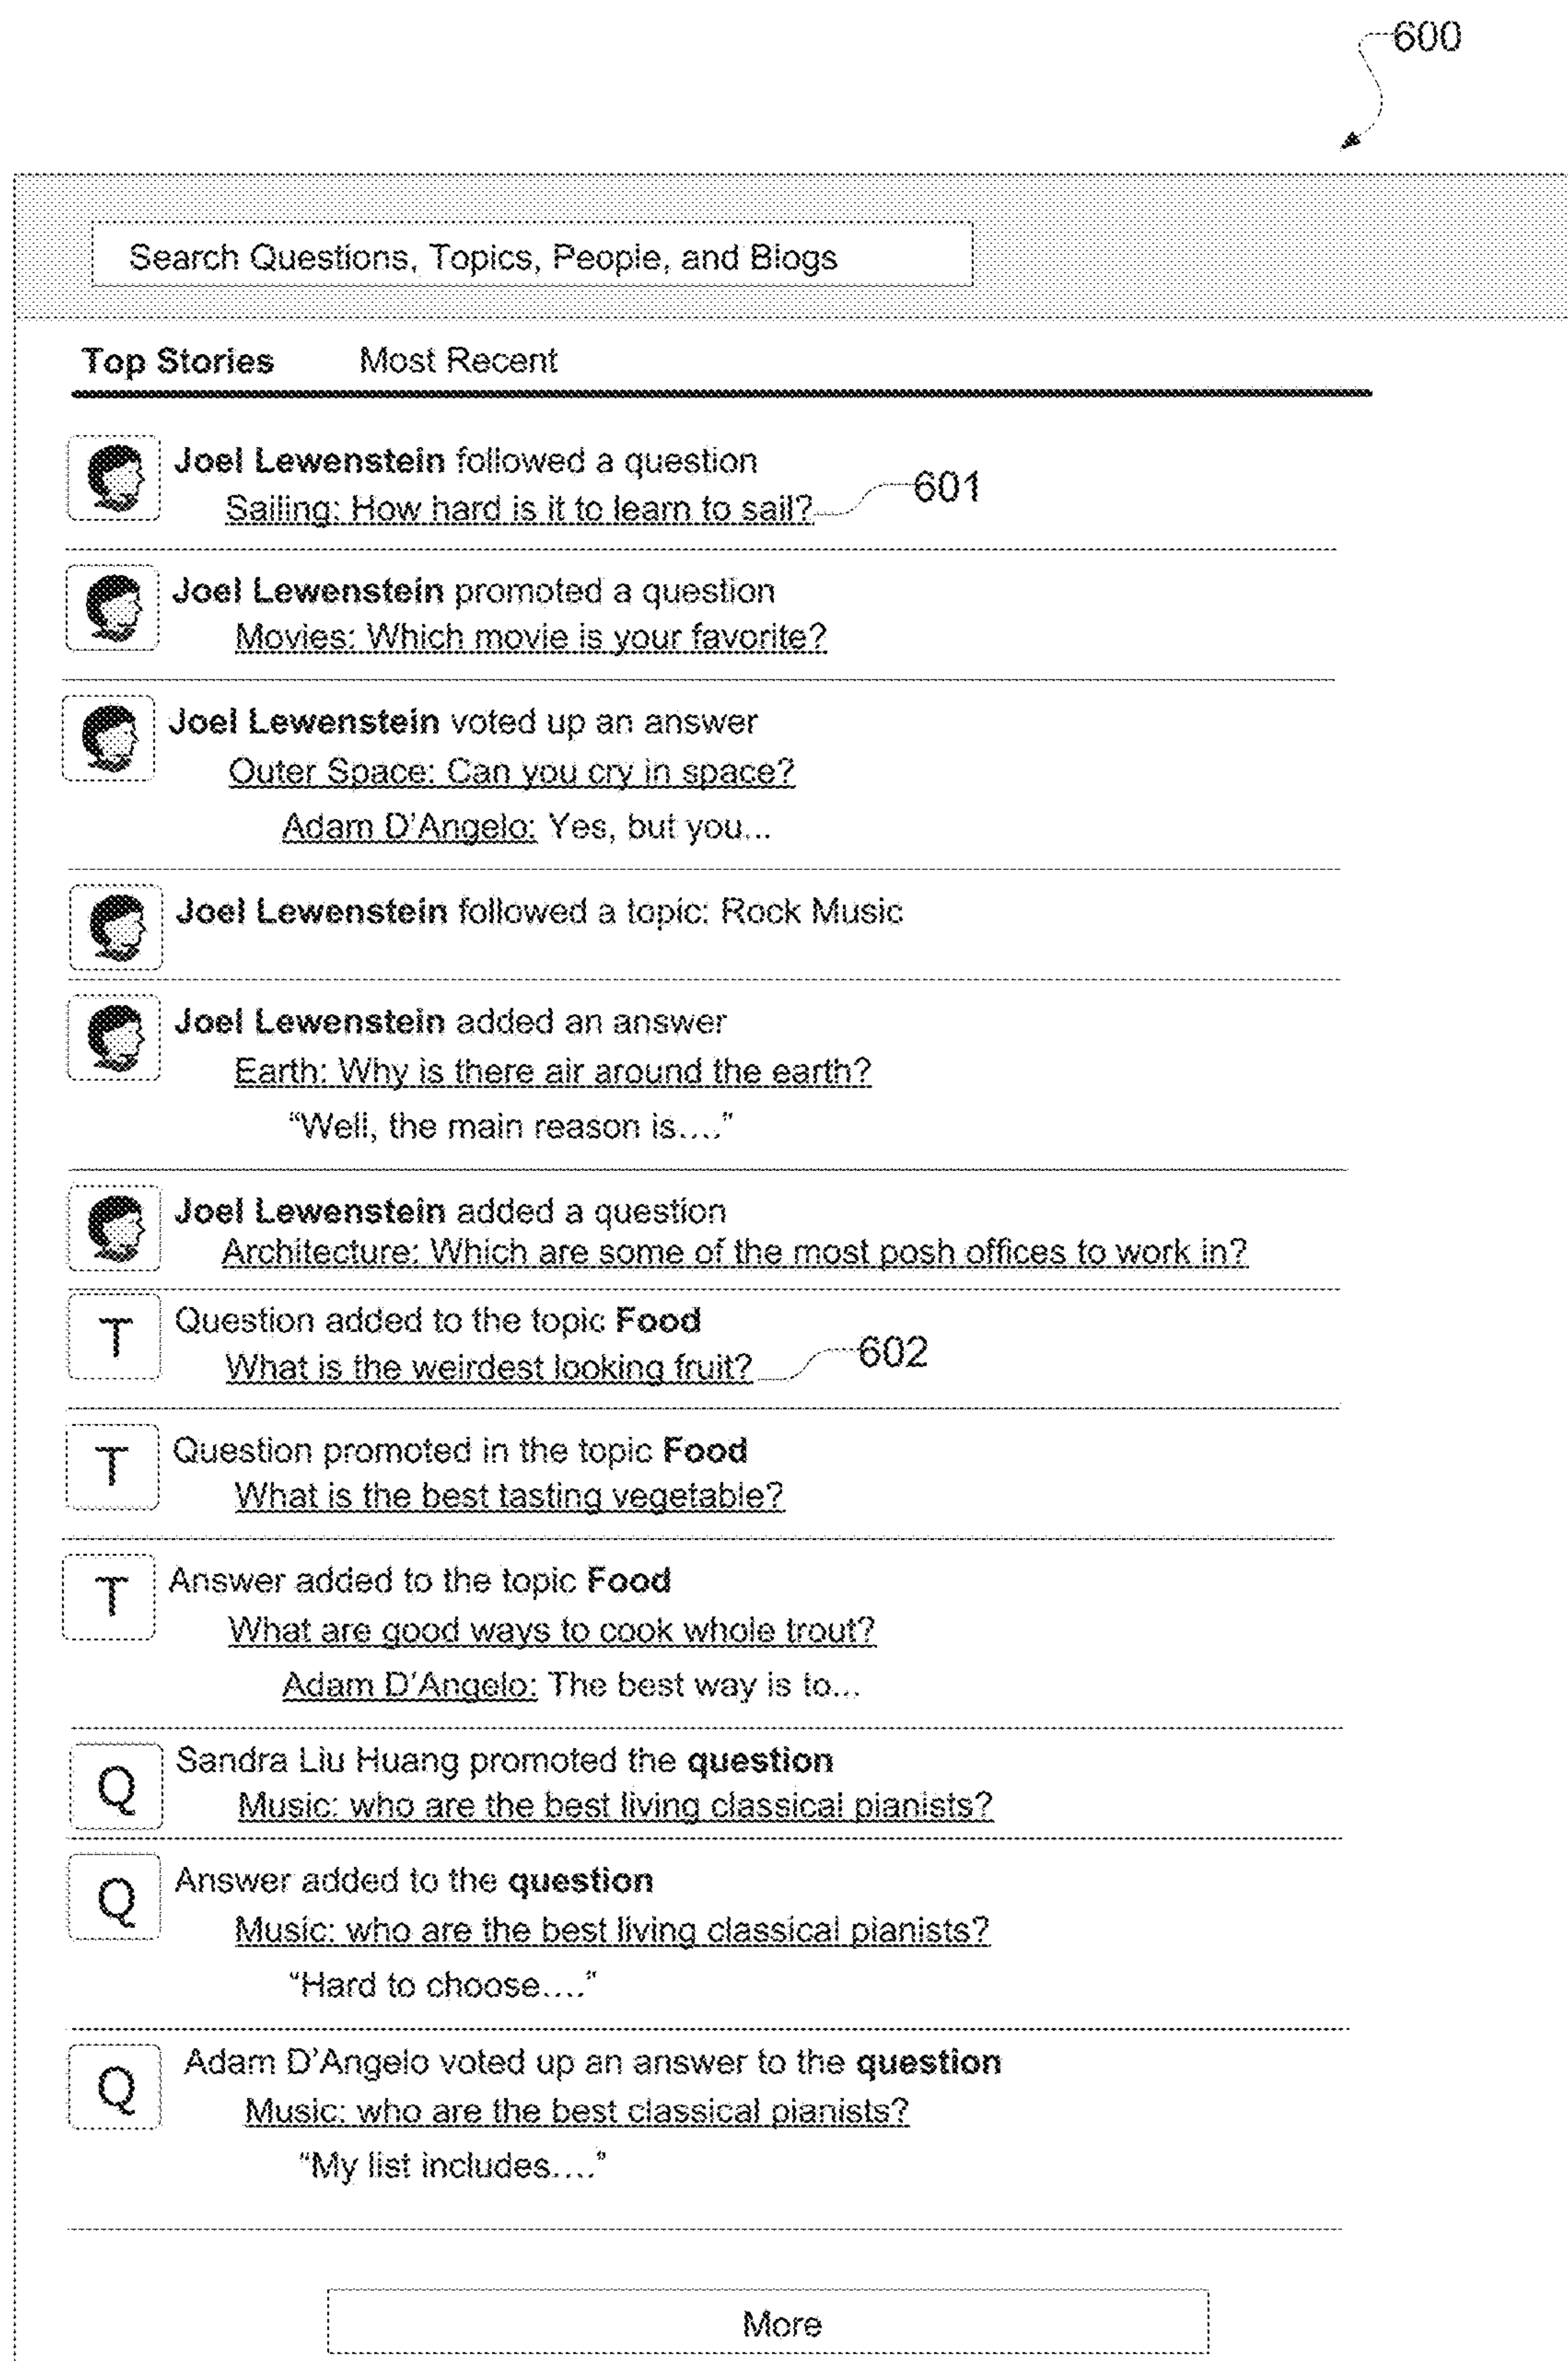 600
Search Questions, Topics, People, and Blogs
Top Stories Most Recent
Joel Lewenstein followed a question
Sailing: How hard is it to learn to sail? 601
Joel Lewenstein promoted a question
Movies: Which movie is your favorite?
Joel Lewenstein voted up an answer
Outer Space: Can you cry in space?
Adam D'Angelo: Yes, but you...
Joel Lewenstein followed a topic: Rock Music
Joel Lewenstein added an answer
Earth: Why is there air around the earth?
“Well, the main reason is....”
Joel Lewenstein added a question
Architecture: Which are some of the most posh offices to work in?
T Question added to the topic Food
What is the weirdest looking fruit? 602
T Question promoted in the topic Food
What is the best tasting vegetable?
T Answer added to the topic Food
What are good ways to cook whole trout?
Adam D'Angelo: The best way is to...
Q Sandra Liu Huang promoted the question
Music: who are the best living classical pianists?
Q Answer added to the question
Music: who are the best living classical pianists?
“Hard to choose....”
Q Adam D'Angelo voted up an answer to the question
Music: who are the best classical pianists?
“My list includes....”
More